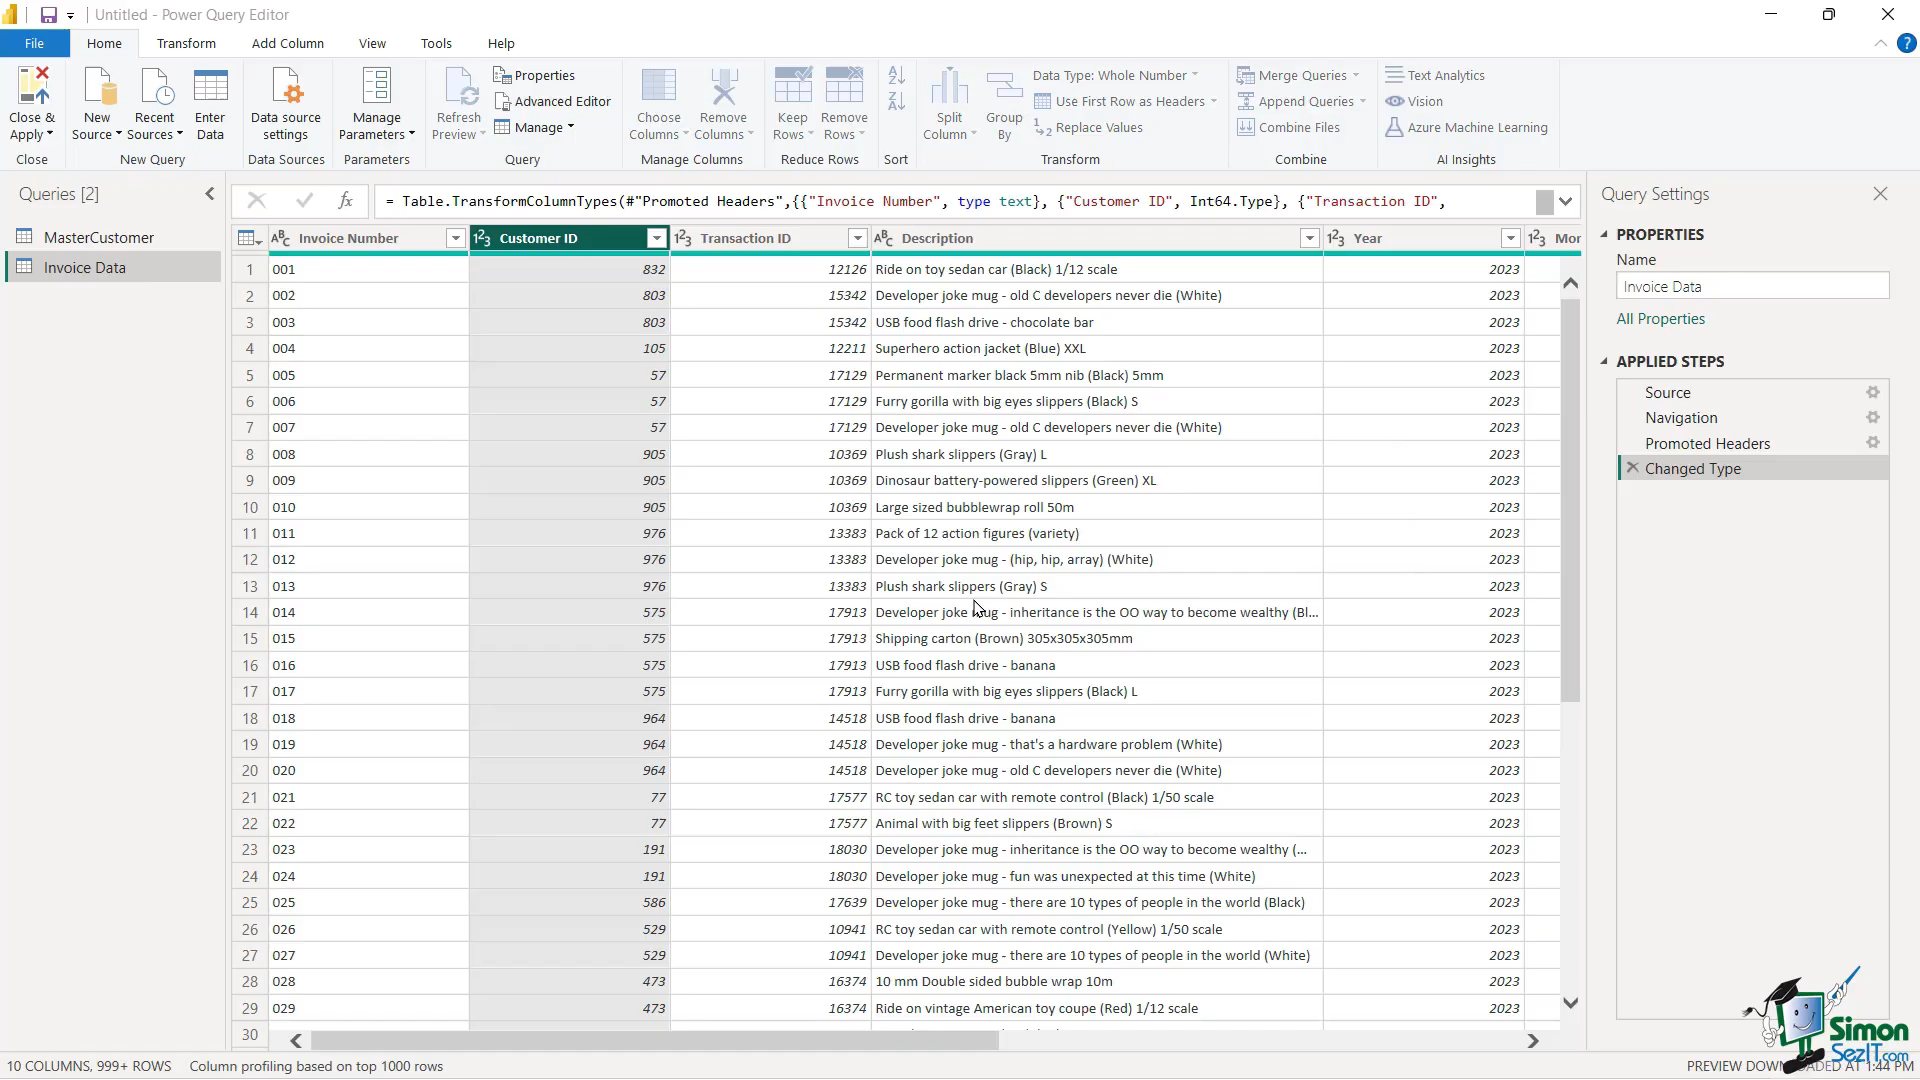 Untitled - Power Query Editor
File Home Transform Add Column View Tools Help
Close & Apply New Source Recent Sources Enter Data Data source settings Manage Parameters Refresh Preview Properties Advanced Editor Manage Choose Columns Remove Columns Keep Rows Remove Rows Split Column Group By Data Type: Whole Number Use First Row as Headers Replace Values Merge Queries Append Queries Combine Files Text Analytics Vision Azure Machine Learning
Close New Query Data Sources Parameters Query Manage Columns Reduce Rows Sort Transform Combine AI Insights
Queries [2]
MasterCustomer
Invoice Data
fx = Table.TransformColumnTypes(#"Promoted Headers",{{"Invoice Number", type text}, {"Customer ID", Int64.Type}, {"Transaction ID",
ABC Invoice Number 123 Customer ID 123 Transaction ID ABC Description 123 Year 123 Mor
1 001 832 12126 Ride on toy sedan car (Black) 1/12 scale 2023
2 002 803 15342 Developer joke mug - old C developers never die (White) 2023
3 003 803 15342 USB food flash drive - chocolate bar 2023
4 004 105 12211 Superhero action jacket (Blue) XXL 2023
5 005 57 17129 Permanent marker black 5mm nib (Black) 5mm 2023
6 006 57 17129 Furry gorilla with big eyes slippers (Black) S 2023
7 007 57 17129 Developer joke mug - old C developers never die (White) 2023
8 008 905 10369 Plush shark slippers (Gray) L 2023
9 009 905 10369 Dinosaur battery-powered slippers (Green) XL 2023
10 010 905 10369 Large sized bubblewrap roll 50m 2023
11 011 976 13383 Pack of 12 action figures (variety) 2023
12 012 976 13383 Developer joke mug - (hip, hip, array) (White) 2023
13 013 976 13383 Plush shark slippers (Gray) S 2023
14 014 575 17913 Developer joke mug - inheritance is the OO way to become wealthy (Bl... 2023
15 015 575 17913 Shipping carton (Brown) 305x305x305mm 2023
16 016 575 17913 USB food flash drive - banana 2023
17 017 575 17913 Furry gorilla with big eyes slippers (Black) L 2023
18 018 964 14518 USB food flash drive - banana 2023
19 019 964 14518 Developer joke mug - that's a hardware problem (White) 2023
20 020 964 14518 Developer joke mug - old C developers never die (White) 2023
21 021 77 17577 RC toy sedan car with remote control (Black) 1/50 scale 2023
22 022 77 17577 Animal with big feet slippers (Brown) S 2023
23 023 191 18030 Developer joke mug - inheritance is the OO way to become wealthy (... 2023
24 024 191 18030 Developer joke mug - fun was unexpected at this time (White) 2023
25 025 586 17639 Developer joke mug - there are 10 types of people in the world (Black) 2023
26 026 529 10941 RC toy sedan car with remote control (Yellow) 1/50 scale 2023
27 027 529 10941 Developer joke mug - there are 10 types of people in the world (White) 2023
28 028 473 16374 10 mm Double sided bubble wrap 10m 2023
29 029 473 16374 Ride on vintage American toy coupe (Red) 1/12 scale 2023
30
Query Settings
PROPERTIES
Name
Invoice Data
All Properties
APPLIED STEPS
Source
Navigation
Promoted Headers
Changed Type
Simon
SezIT.com
10 COLUMNS, 999+ ROWS Column profiling based on top 1000 rows PREVIEW AT 1:44 PM